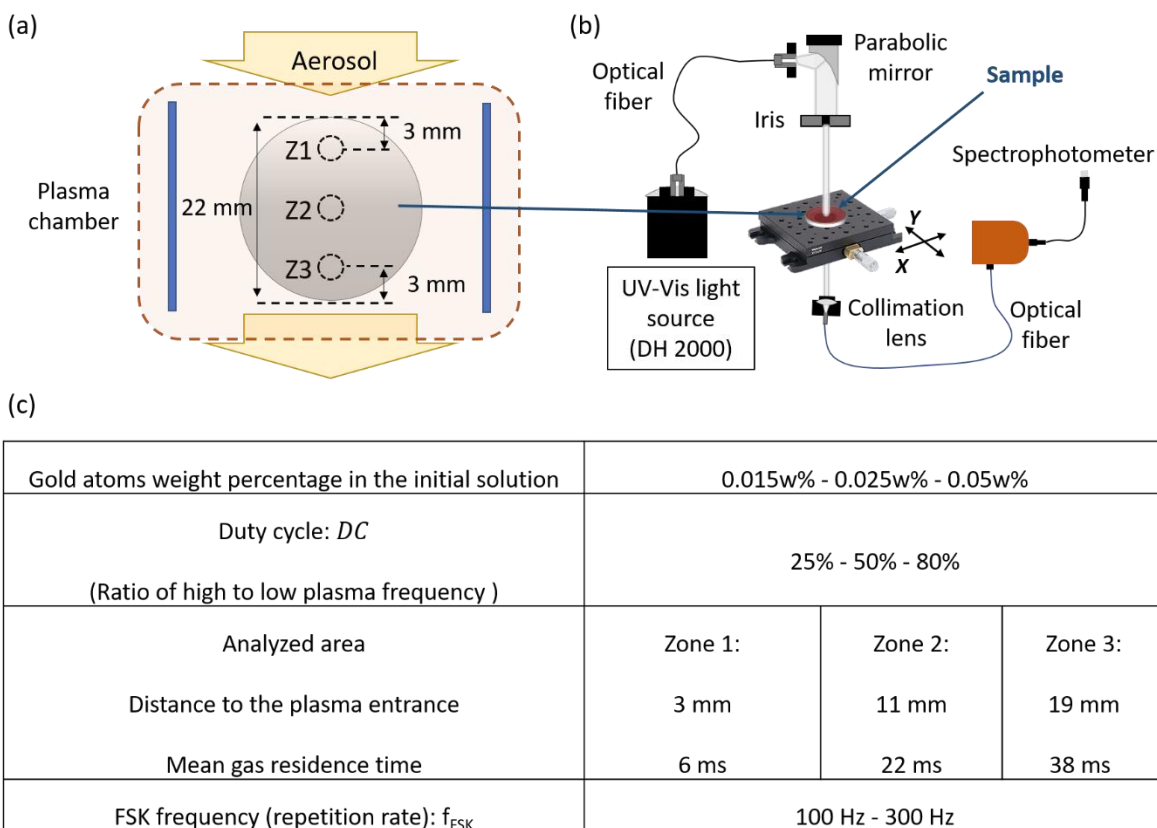 (a)
Aerosol
3 mm
Z1
Plasma
chamber
22 mm
Z2
Z3
3 mm
(b)
Parabolic
mirror
Optical
fiber
Sample
Iris
Spectrophotometer
Y
X
UV-Vis light
source
(DH 2000)
Collimation
lens
Optical
fiber
(c)
Gold atoms weight percentage in the initial solution
0.015w% - 0.025w% - 0.05w%
Duty cycle: DC
(Ratio of high to low plasma frequency )
25% - 50% - 80%
Analyzed area
Zone 1:
Zone 2:
Zone 3:
Distance to the plasma entrance
3 mm
11 mm
19 mm
Mean gas residence time
6 ms
22 ms
38 ms
FSK frequency (repetition rate): f_FSK
100 Hz - 300 Hz